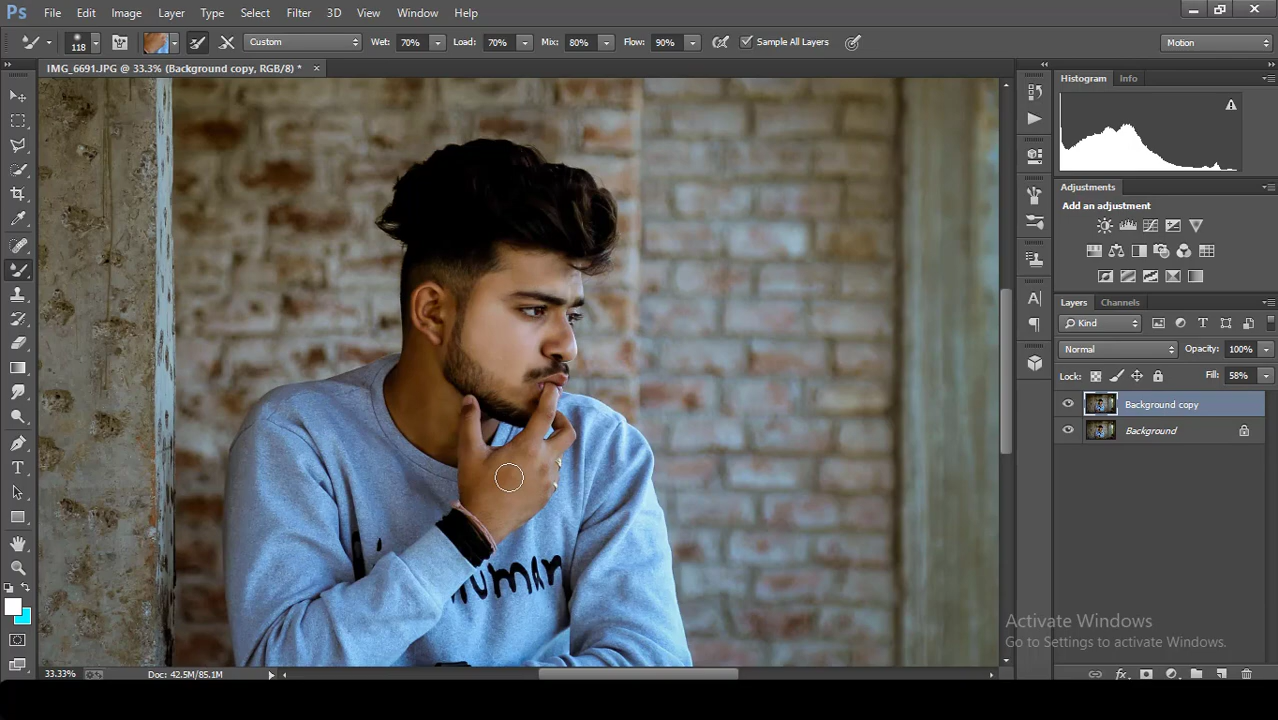 Ps File Edit Image Layer Type Select Filter 3D View Window Help
118 Custom Wet: 70% Load: 70% Mix: 80% Flow: 90% Sample All Layers Motion
IMG_6691.JPG @ 33.3% (Background copy, RGB/8) *
Histogram Info
Adjustments
Add an adjustment
Layers Channels
Kind
Normal Opacity: 100%
Lock: Fill: 58%
Background copy
Background
human
Activate Windows
Go to Settings to activate Windows.
33.33% Doc: 42.5M/85.1M